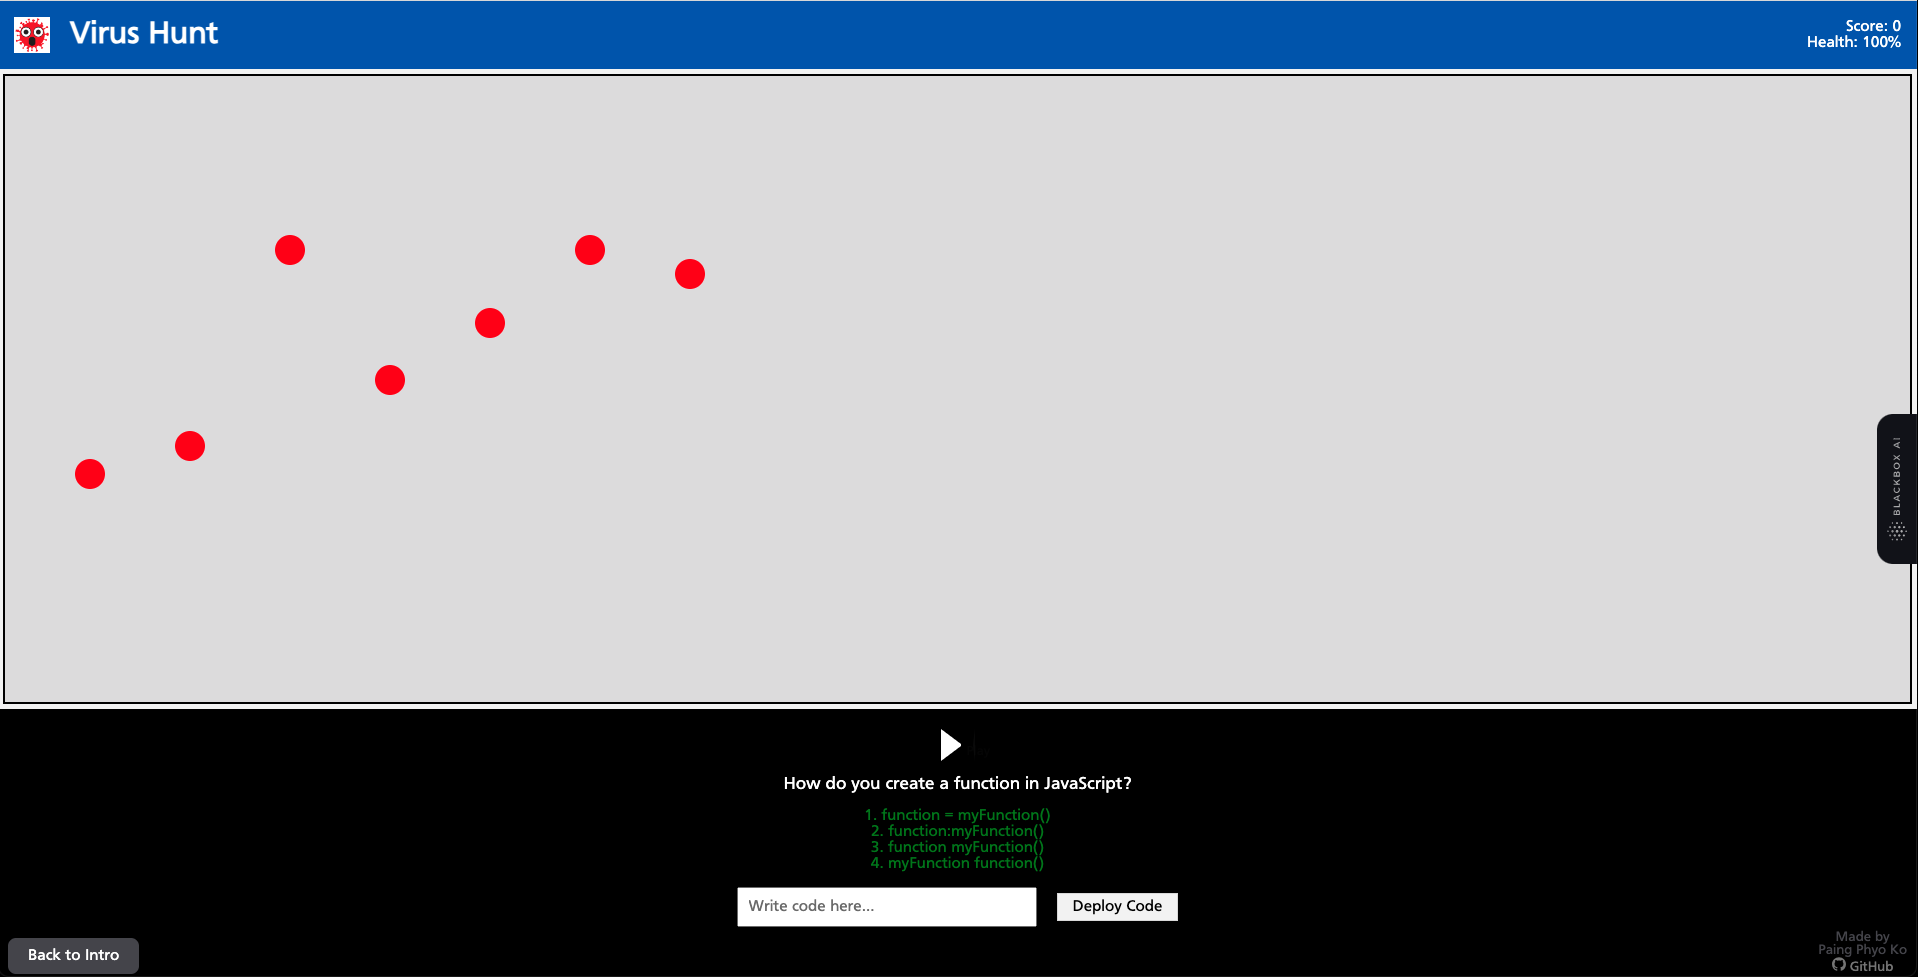 Virus Hunt
Score: 0
Health: 100%
BLACKBOX AI
How do you create a function in JavaScript?
1. function = myFunction()
2. function:myFunction()
3. function myFunction()
4. myFunction function()
Write code here...
Deploy Code
Back to Intro
Made by
Paing Phyo Ko
GitHub